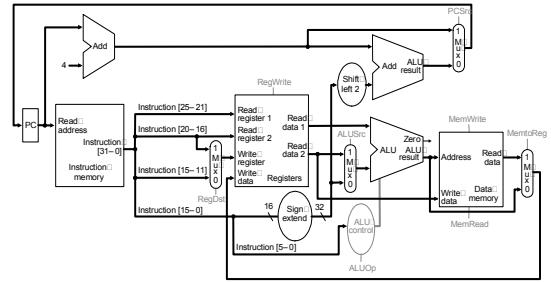 PCSrc
1
M
u
x
0
Add
Add ALU
result
4
Shift
left 2
RegWrite
PC
Read
address
Instruction
[31–0]
Instruction
memory
Instruction [25–21]
Instruction [20–16]
Instruction [15–11]
Instruction [15–0]
Instruction [5–0]
1
M
u
x
0
RegDst
Read
register 1
Read
register 2
Write
register
Write
data
Read
data 1
Read
data 2
Registers
ALUSrc
1
M
u
x
0
Zero
ALU ALU
result
MemWrite
Address
Read
data
Write
data
Data
memory
MemRead
MemtoReg
1
M
u
x
0
16
Sign
extend
32
ALU
control
ALUOp